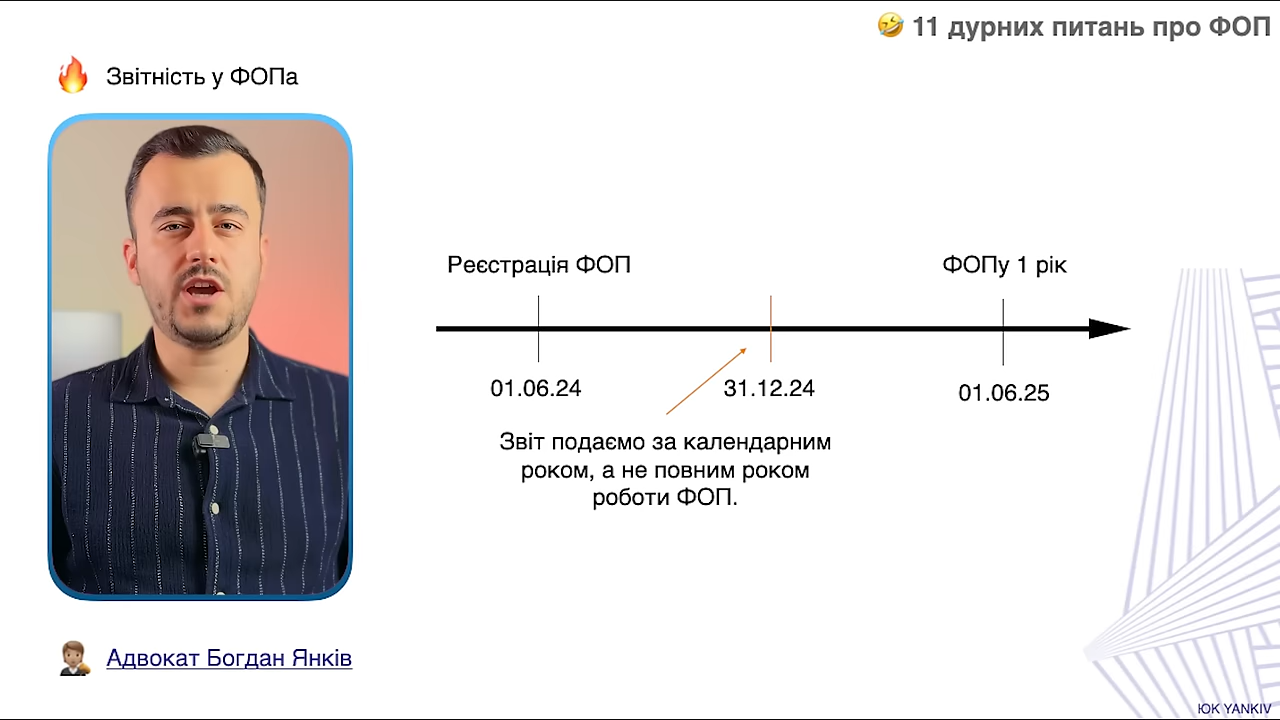 🤣 11 дурних питань про ФОП
🔥 Звітність у ФОПа
Реєстрація ФОП
ФОПу 1 рік
01.06.24
31.12.24
01.06.25
Звіт подаємо за календарним
роком, а не повним роком
роботи ФОП.
Адвокат Богдан Янків
ЮК YANKIV